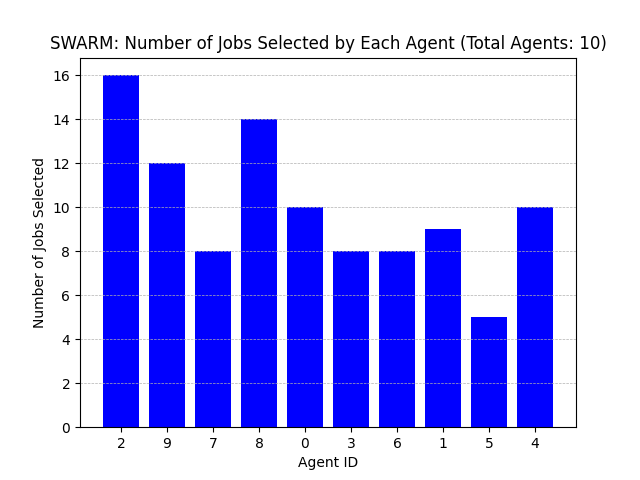 SWARM: Number of Jobs Selected by Each Agent (Total Agents: 10)
Number of Jobs Selected
16
14
12
10
8
6
4
2
0
2 9 7 8 0 3 6 1 5 4
Agent ID